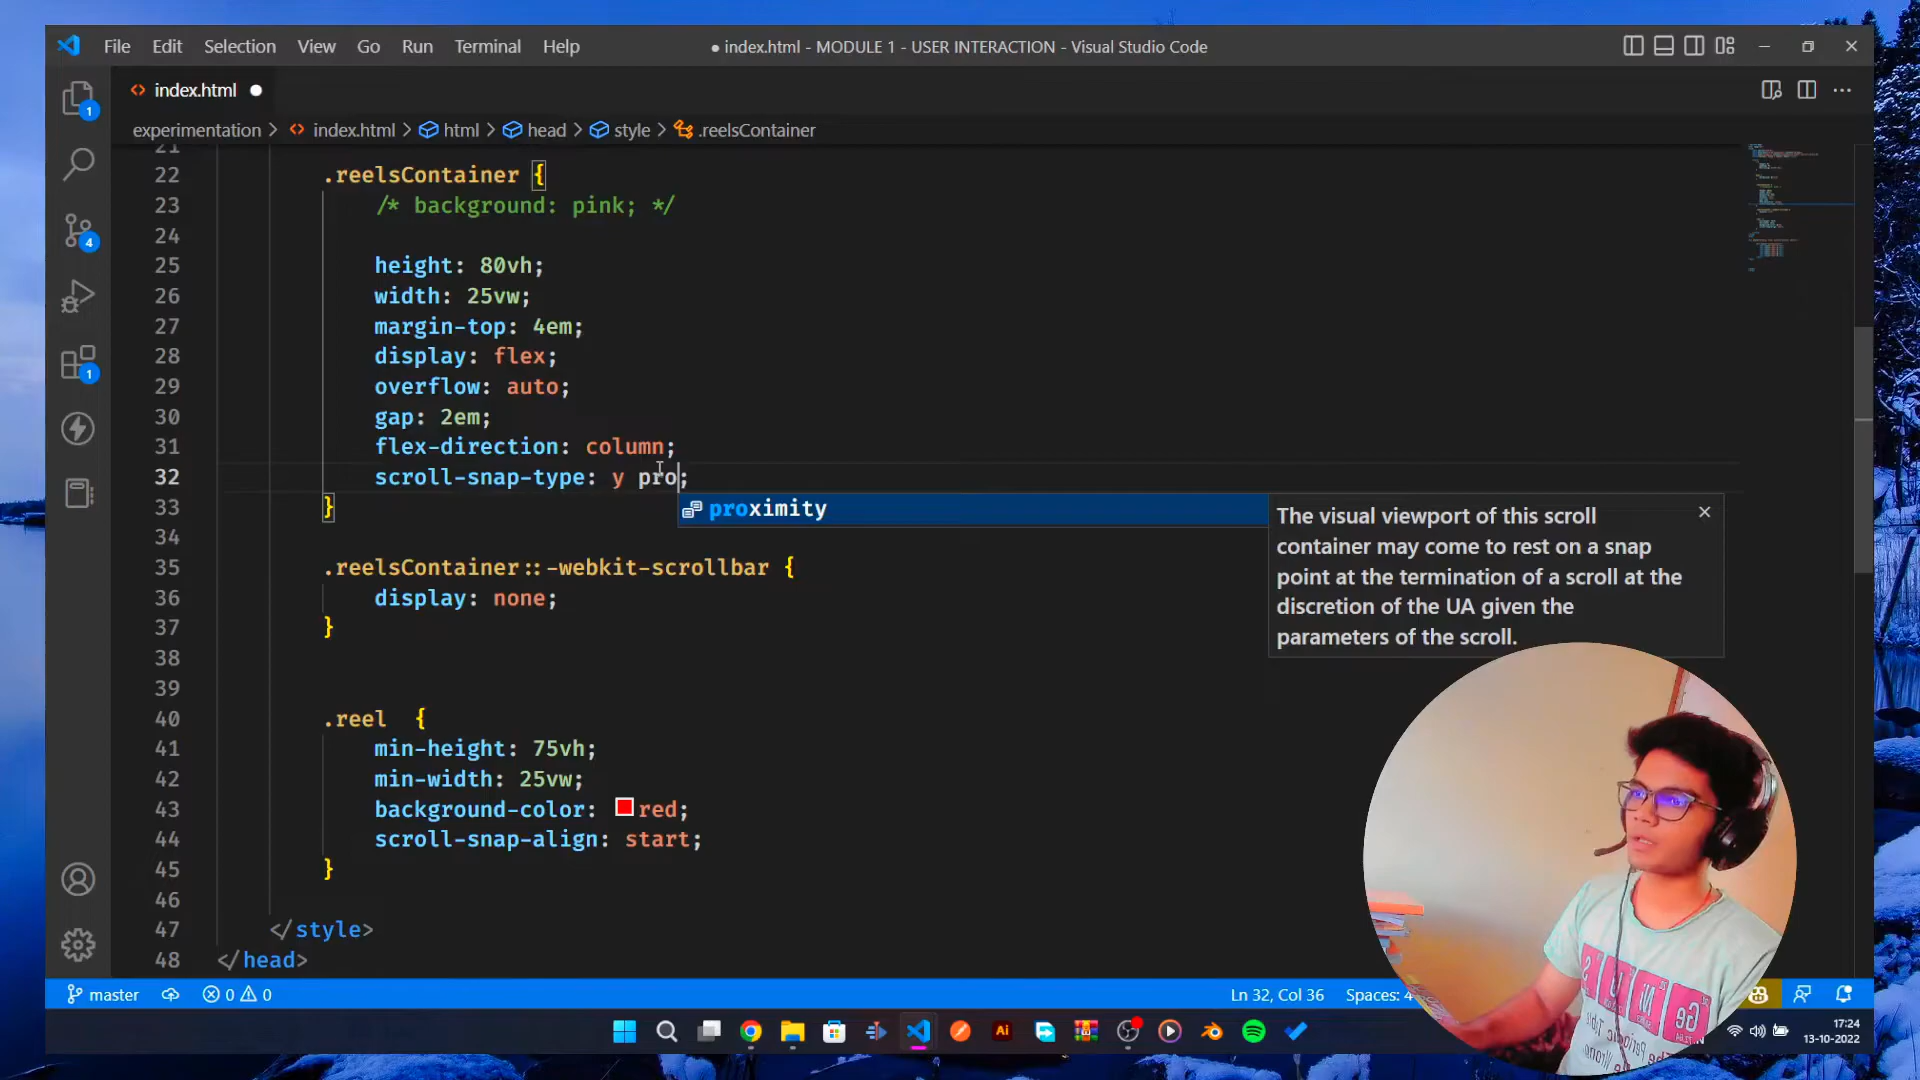 File Edit Selection View Go Run Terminal Help
● index.html - MODULE 1 - USER INTERACTION - Visual Studio Code
index.html
experimentation > index.html > html > head > style > .reelsContainer
21
22 .reelsContainer {
23 /* background: pink; */
24
25 height: 80vh;
26 width: 25vw;
27 margin-top: 4em;
28 display: flex;
29 overflow: auto;
30 gap: 2em;
31 flex-direction: column;
32 scroll-snap-type: y pro;
33 }
proximity
The visual viewport of this scroll
container may come to rest on a snap
point at the termination of a scroll at the
discretion of the UA given the
parameters of the scroll.
34
35 .reelsContainer::-webkit-scrollbar {
36 display: none;
37 }
38
39
40 .reel {
41 min-height: 75vh;
42 min-width: 25vw;
43 background-color: red;
44 scroll-snap-align: start;
45 }
46
47 </style>
48 </head>
1
4
1
master
0
0
Ln 32, Col 36
Spaces: 4
Ai
17:24
13-10-2022